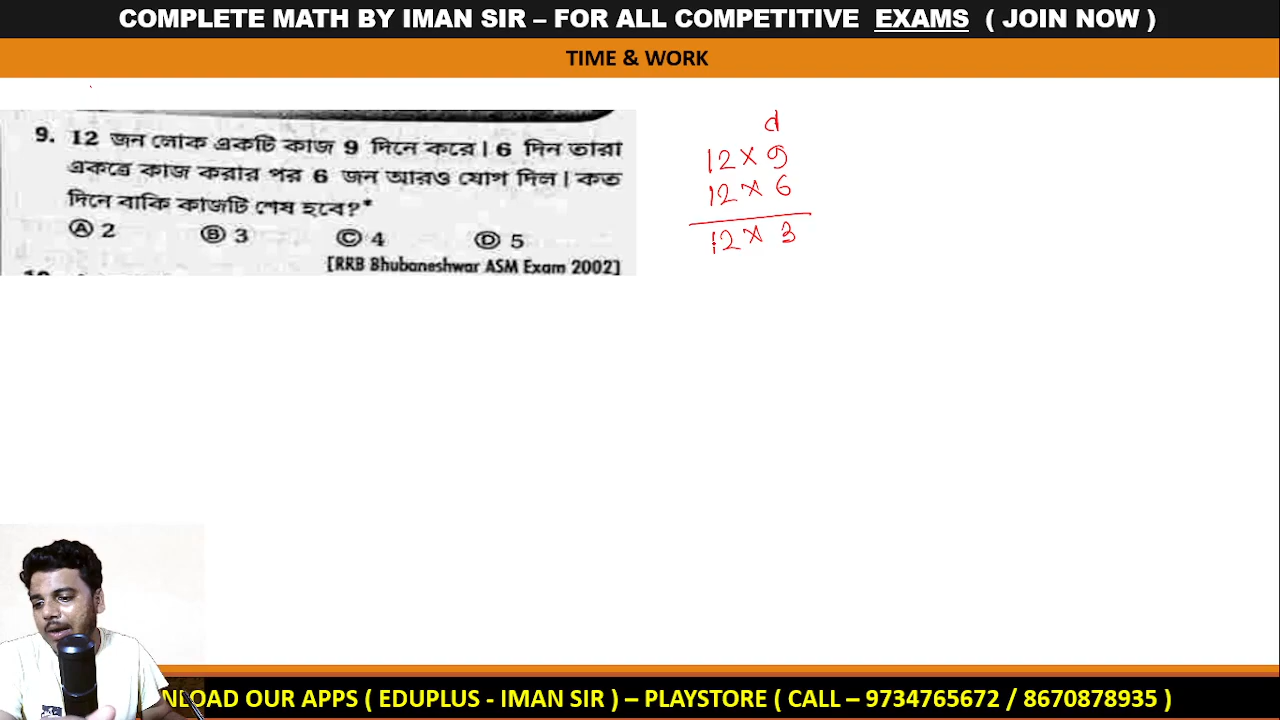 COMPLETE MATH BY IMAN SIR – FOR ALL COMPETITIVE EXAMS ( JOIN NOW )
TIME & WORK
9. 12 জন লোক একটি কাজ 9 দিনে করে। 6 দিন তারা
একত্রে কাজ করার পর 6 জন আরও যোগ দিল। কত
দিনে বাকি কাজটি শেষ হবে?*
Ⓐ 2 Ⓑ 3 Ⓒ 4 Ⓓ 5
[RRB Bhubaneshwar ASM Exam 2002]
d
12 × 9
12 × 6
12 × 3
NLOAD OUR APPS ( EDUPLUS - IMAN SIR ) – PLAYSTORE ( CALL – 9734765672 / 8670878935 )